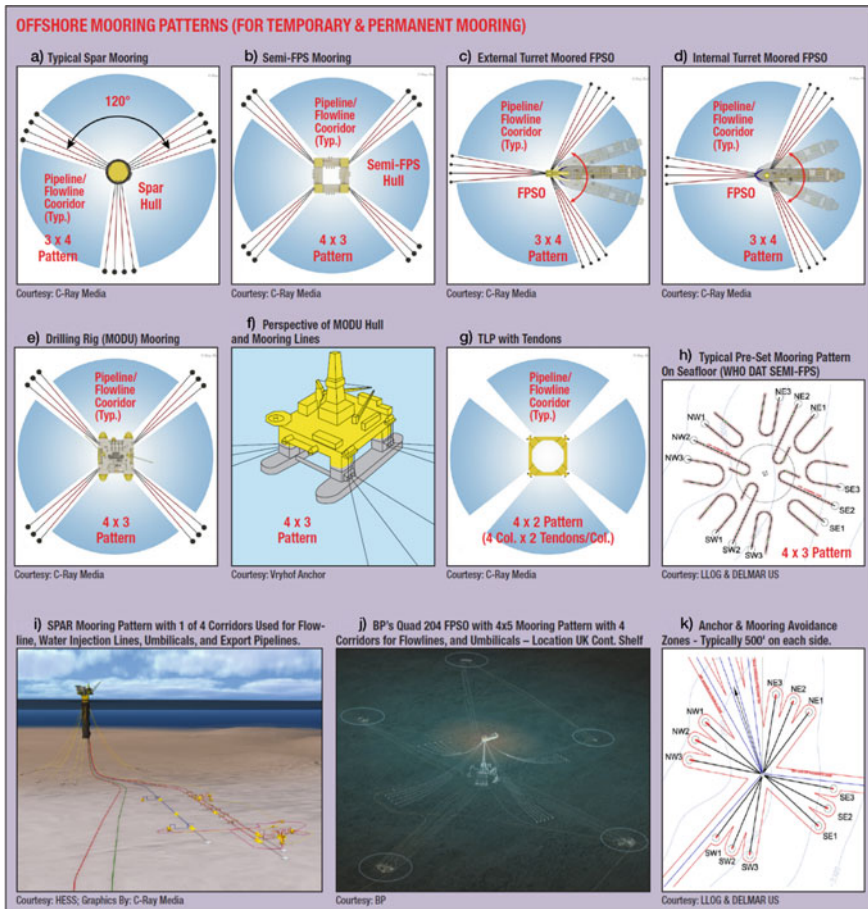 OFFSHORE MOORING PATTERNS (FOR TEMPORARY & PERMANENT MOORING)
a) Typical Spar Mooring
120°
Pipeline/
Flowline
Cooridor
(Typ.)
Spar
Hull
3 x 4
Pattern
Courtesy: C-Ray Media
b) Semi-FPS Mooring
Pipeline/
Flowline
Cooridor
(Typ.)
Semi-FPS
Hull
4 x 3
Pattern
Courtesy: C-Ray Media
c) External Turret Moored FPSO
Pipeline/
Flowline
Cooridor
(Typ.)
FPSO
3 x 4
Pattern
Courtesy: C-Ray Media
d) Internal Turret Moored FPSO
Pipeline/
Flowline
Cooridor
(Typ.)
FPSO
3 x 4
Pattern
Courtesy: C-Ray Media
e) Drilling Rig (MODU) Mooring
Pipeline/
Flowline
Cooridor
(Typ.)
4 x 3
Pattern
Courtesy: C-Ray Media
f) Perspective of MODU Hull
and Mooring Lines
4 x 3
Pattern
Courtesy: Vryhof Anchor
g) TLP with Tendons
Pipeline/
Flowline
Cooridor
(Typ.)
4 x 2 Pattern
(4 Col. x 2 Tendons/Col.)
Courtesy: C-Ray Media
h) Typical Pre-Set Mooring Pattern
On Seafloor (WHO DAT SEMI-FPS)
NE3
NE2
NE1
NW1
NW2
NW3
SE3
SE2
SE1
SW1
SW2
SW3
4 x 3 Pattern
Courtesy: LLOG & DELMAR US
i) SPAR Mooring Pattern with 1 of 4 Corridors Used for Flow-
line, Water Injection Lines, Umbilicals, and Export Pipelines.
Courtesy: HESS; Graphics By: C-Ray Media
j) BP's Quad 204 FPSO with 4x5 Mooring Pattern with 4
Corridors for Flowlines, and Umbilicals – Location UK Cont. Shelf
Courtesy: BP
k) Anchor & Mooring Avoidance
Zones - Typically 500' on each side.
NE3
NE2
NE1
NW1
NW2
NW3
SE3
SE2
SE1
SW1
SW2
SW3
Courtesy: LLOG & DELMAR US